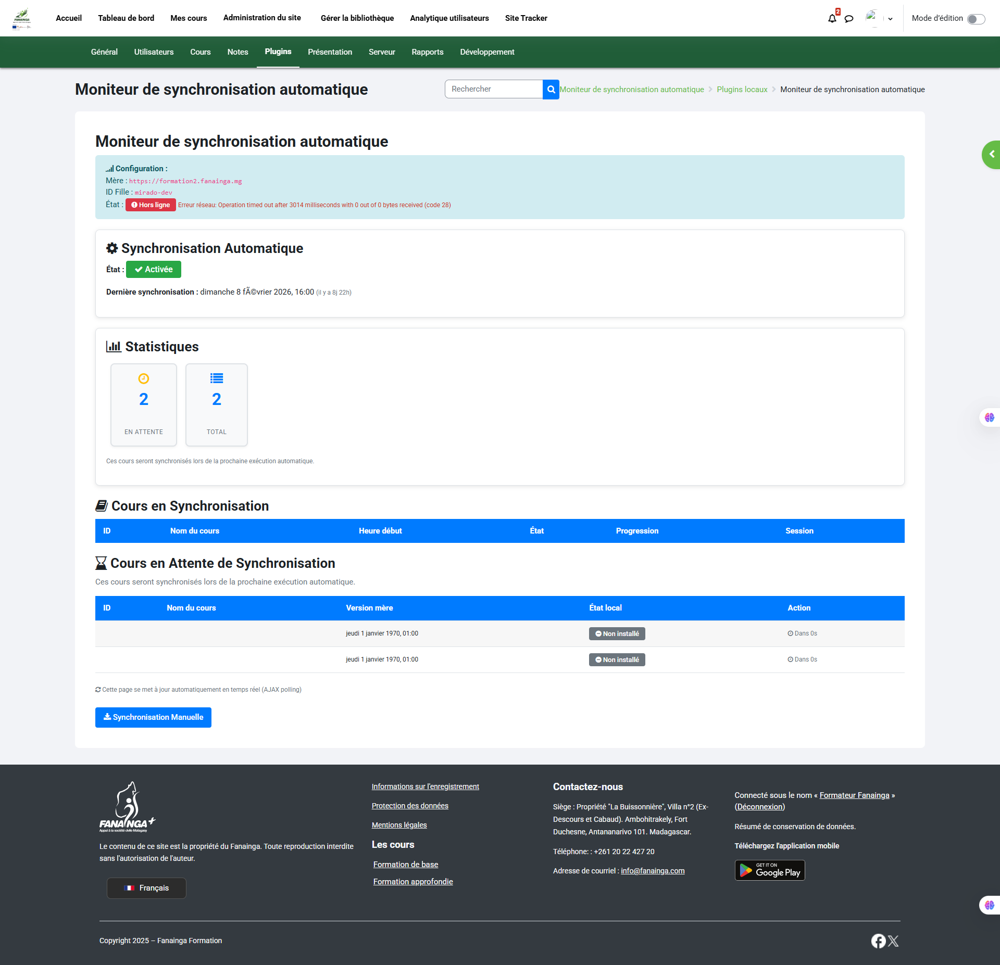 FANAINGA
Accueil
Tableau de bord
Mes cours
Administration du site
Gérer la bibliothèque
Analytique utilisateurs
Site Tracker
2
Mode d'édition
Général
Utilisateurs
Cours
Notes
Plugins
Présentation
Serveur
Rapports
Développement
Moniteur de synchronisation automatique
Rechercher
Moniteur de synchronisation automatique
Plugins locaux
Moniteur de synchronisation automatique
Moniteur de synchronisation automatique
Configuration :
Mère : https://formation2.fanainga.mg
ID Fille : mirado-dev
État : Hors ligne Erreur réseau: Operation timed out after 3014 milliseconds with 0 out of 0 bytes received (code 28)
Synchronisation Automatique
État : Activée
Dernière synchronisation : dimanche 8 fÃ©vrier 2026, 16:00 (il y a 8j 22h)
Statistiques
2
EN ATTENTE
2
TOTAL
Ces cours seront synchronisés lors de la prochaine exécution automatique.
Cours en Synchronisation
ID Nom du cours Heure début État Progression Session
Cours en Attente de Synchronisation
Ces cours seront synchronisés lors de la prochaine exécution automatique.
ID Nom du cours Version mère État local Action
jeudi 1 janvier 1970, 01:00 Non installé Dans 0s
jeudi 1 janvier 1970, 01:00 Non installé Dans 0s
Cette page se met à jour automatiquement en temps réel (AJAX polling)
Synchronisation Manuelle
FANAINGA+
Appui à la société civile Malagasy
Le contenu de ce site est la propriété du Fanainga. Toute reproduction interdite
sans l'autorisation de l'auteur.
Français
Informations sur l'enregistrement
Protection des données
Mentions légales
Les cours
Formation de base
Formation approfondie
Contactez-nous
Siège : Propriété "La Buissonnière", Villa n°2 (Ex-
Descours et Cabaud). Ambohitrakely, Fort
Duchesne, Antananarivo 101. Madagascar.
Téléphone: : +261 20 22 427 20
Adresse de courriel : info@fanainga.com
Connecté sous le nom « Formateur Fanainga »
(Déconnexion)
Résumé de conservation de données.
Téléchargez l'application mobile
GET IT ON
Google Play
Copyright 2025 – Fanainga Formation